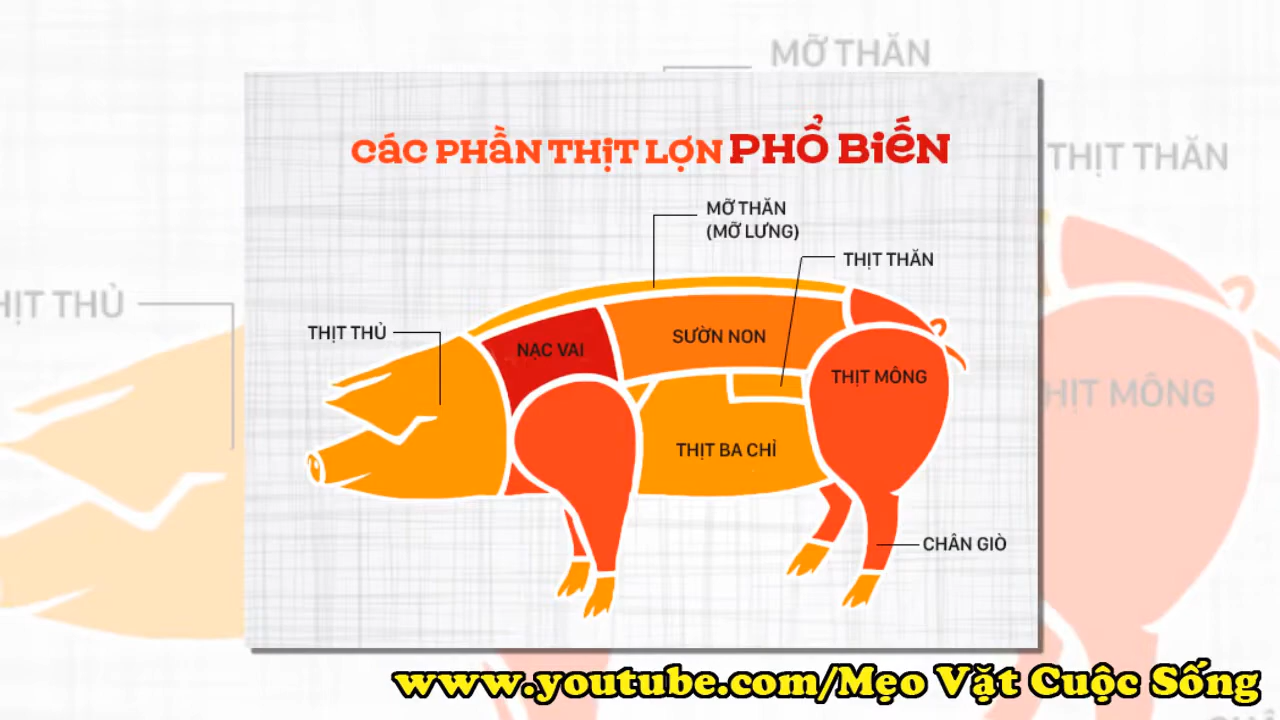 MỠ THĂN
CÁC PHẦN THỊT LỢN PHỔ BIẾN
THỊT THĂN
MỠ THĂN
(MỠ LƯNG)
THỊT THĂN
HỊT THỦ
THỊT THỦ
NẠC VAI
SƯỜN NON
THỊT MÔNG
HỊT MÔNG
THỊT BA CHỈ
CHÂN GIÒ
www.youtube.com/Mẹo Vặt Cuộc Sống